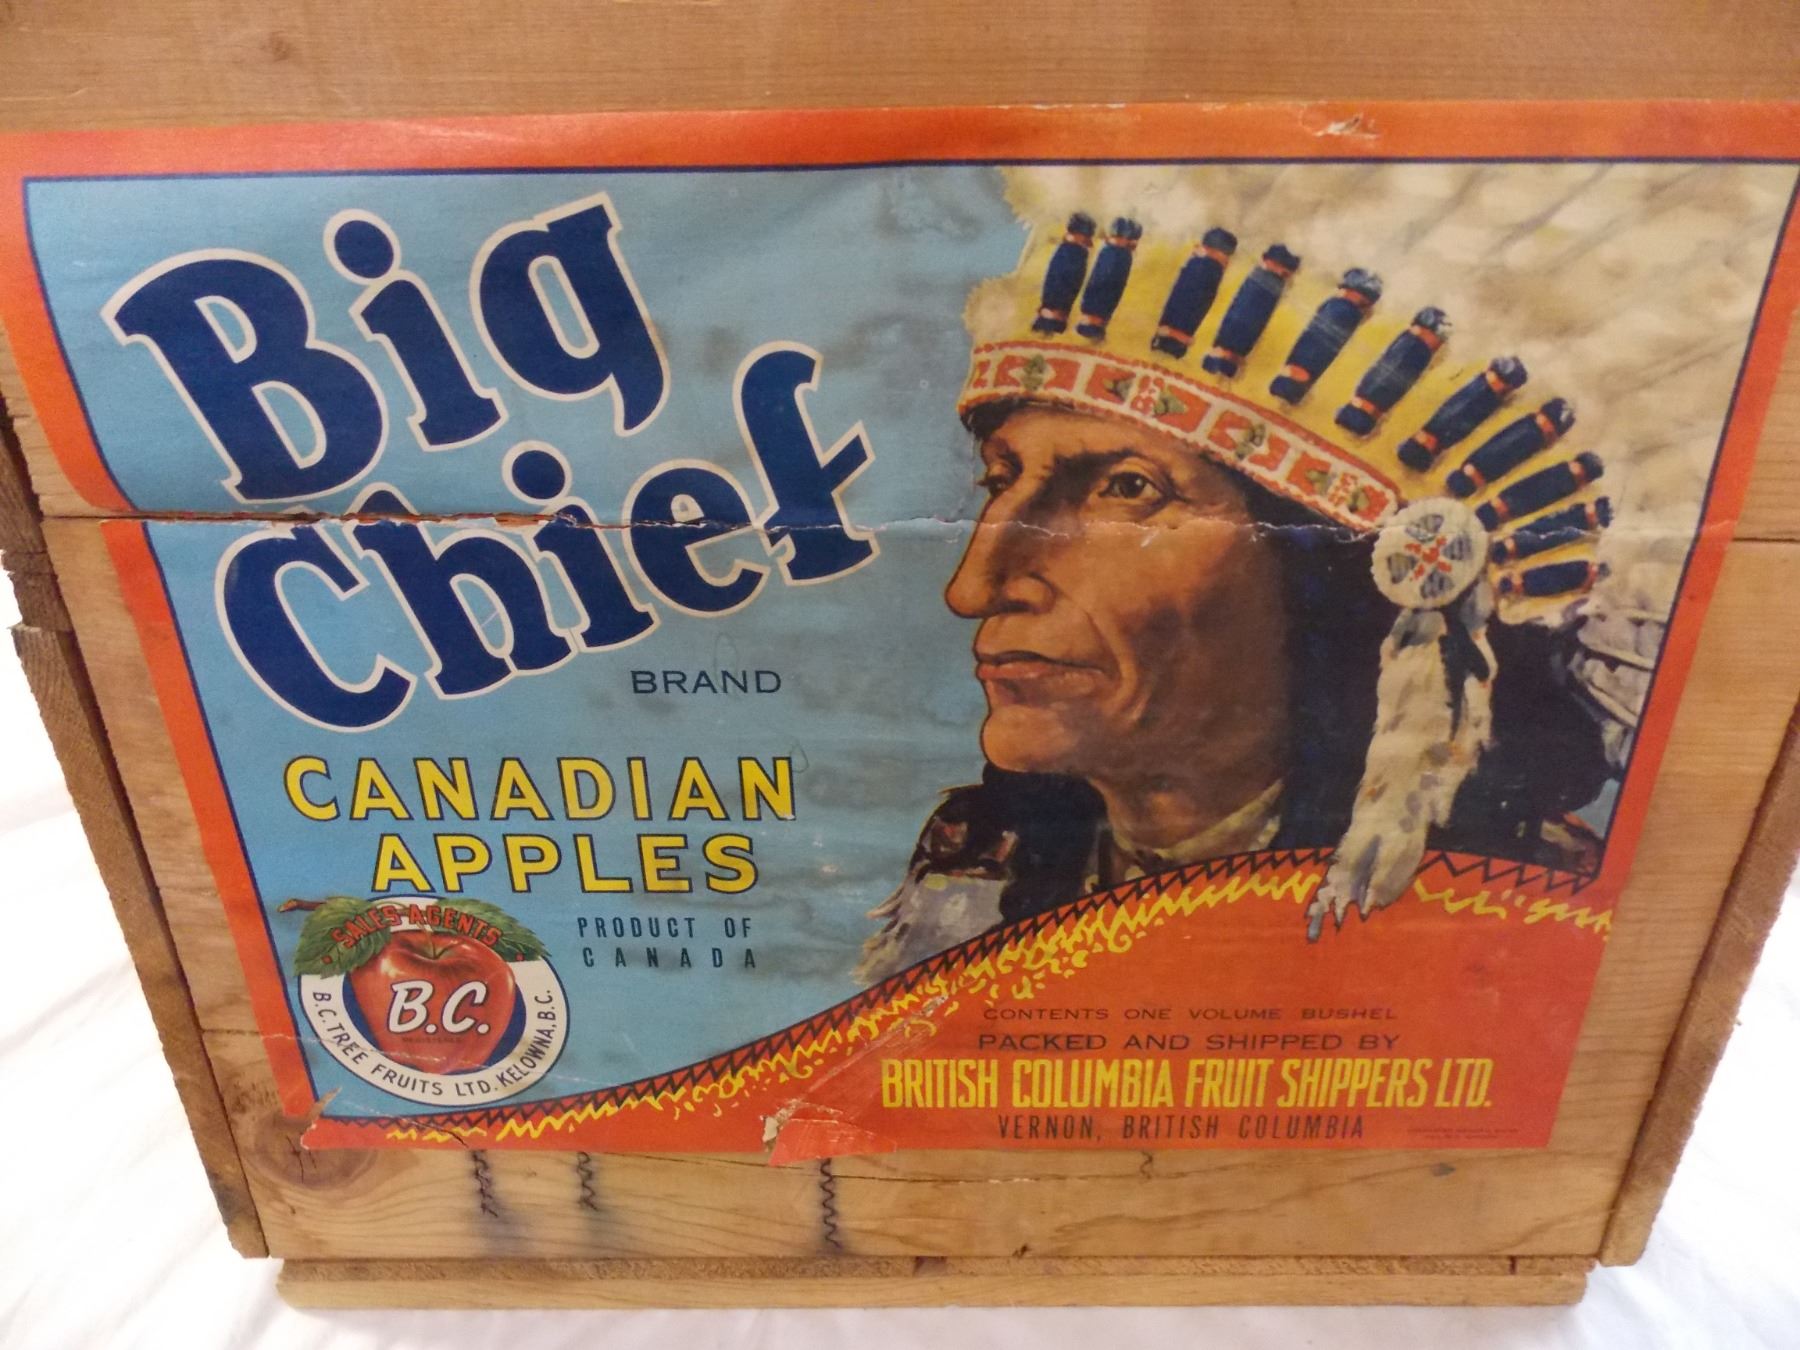 Big
Chief
BRAND
CANADIAN
APPLES
PRODUCT OF
CANADA
SALES AGENTS
B.C.
REGISTERED
B.C. TREE FRUITS LTD. KELOWNA, B.C.
CONTENTS ONE VOLUME BUSHEL
PACKED AND SHIPPED BY
BRITISH COLUMBIA FRUIT SHIPPERS LTD.
VERNON, BRITISH COLUMBIA